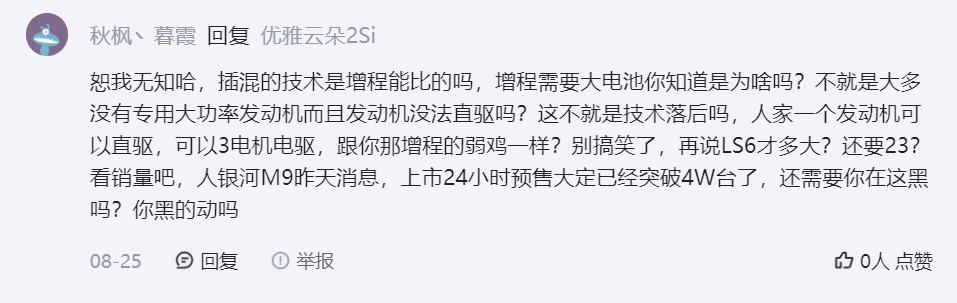 秋枫、暮霞 回复 优雅云朵2Si
恕我无知哈，插混的技术是增程能比的吗，增程需要大电池你知道是为啥吗？不就是大多
没有专用大功率发动机而且发动机没法直驱吗？这不就是技术落后吗，人家一个发动机可
以直驱，可以3电机电驱，跟你那增程的弱鸡一样？别搞笑了，再说LS6才多大？还要23？
看销量吧，人银河M9昨天消息，上市24小时预售大定已经突破4W台了，还需要你在这黑
吗？你黑的动吗
08-25 回复 举报 0人 点赞